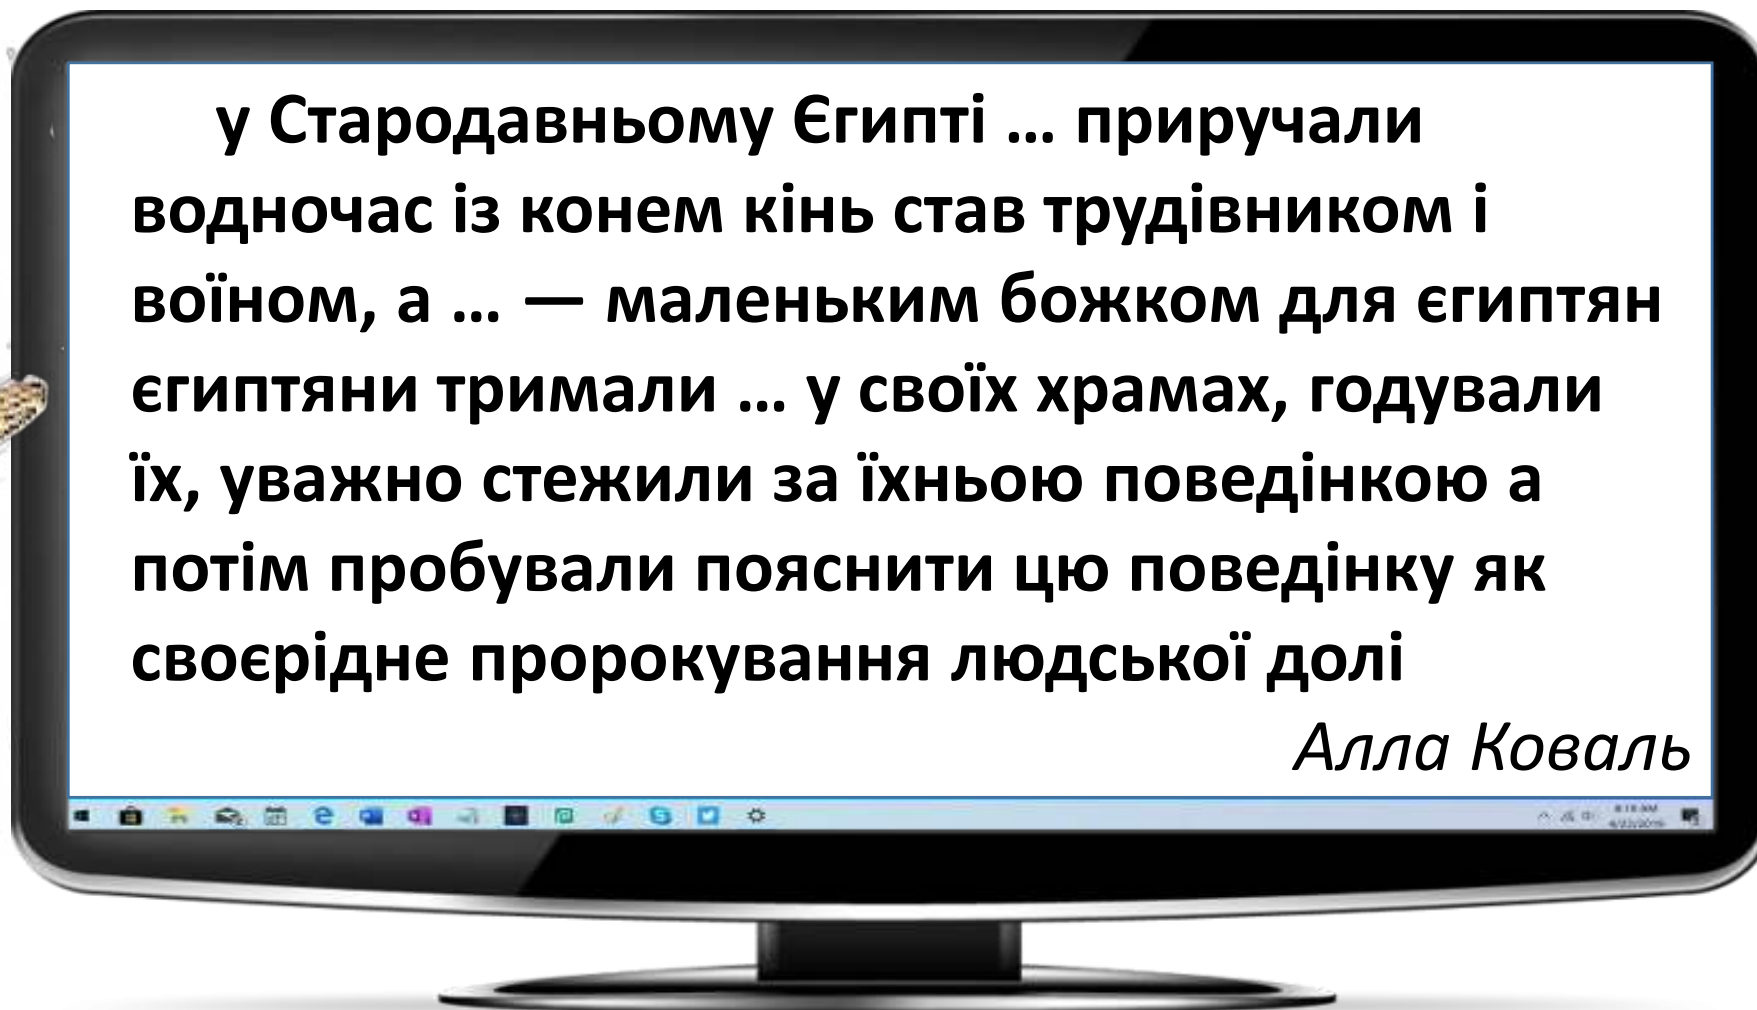 у Стародавньому Єгипті ... приручали
водночас із конем кінь став трудівником і
воїном, а ... — маленьким божком для єгиптян
єгиптяни тримали ... у своїх храмах, годували
їх, уважно стежили за їхньою поведінкою а
потім пробували пояснити цю поведінку як
своєрідне пророкування людської долі
Алла Коваль